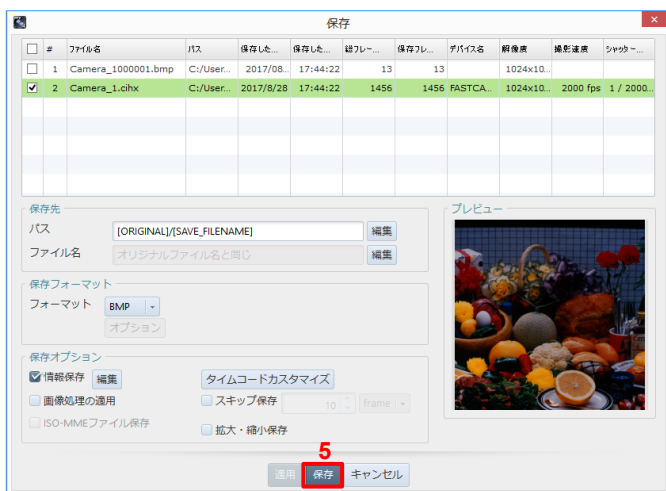 保存
# ファイル名 パス 保存した... 保存した... 総フレー... 保存フレ... デバイス名 解像度 撮影速度 シャッター...
1 Camera_1000001.bmp C:/User... 2017/08... 17:44:22 13 13 1024x10...
2 Camera_1.cihx C:/User... 2017/8/28 17:44:22 1456 1456 FASTCA... 1024x10... 2000 fps 1 / 2000...
保存先
パス [ORIGINAL]/[SAVE_FILENAME] 編集
ファイル名 オリジナルファイル名と同じ 編集
プレビュー
保存フォーマット
フォーマット BMP
オプション
保存オプション
情報保存 編集 タイムコードカスタマイズ
画像処理の適用 スキップ保存 10 frame
ISO-MMEファイル保存
拡大・縮小保存
5
適用 保存 キャンセル